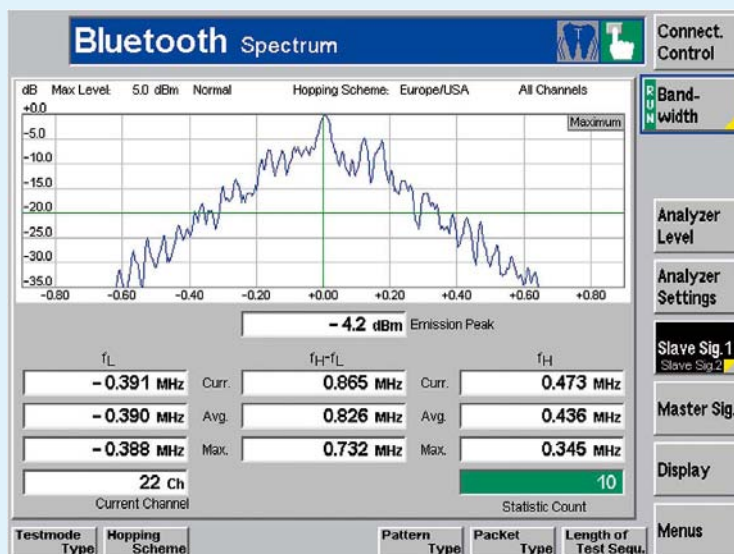 Bluetooth Spectrum
dB Max Level: 5.0 dBm Normal Hopping Scheme: Europe/USA All Channels
Maximum
+0.0
-5.0
-10.0
-15.0
-20.0
-25.0
-30.0
-35.0
-0.80 -0.60 -0.40 -0.20 +0.00 +0.20 +0.40 +0.60 +0.80
-4.2 dBm Emission Peak
fL fH-fL fH
-0.391 MHz Curr. 0.865 MHz Curr. 0.473 MHz
-0.390 MHz Avg. 0.826 MHz Avg. 0.436 MHz
-0.388 MHz Max. 0.732 MHz Max. 0.345 MHz
22 Ch 10
Current Channel Statistic Count
Testmode Type
Hopping Scheme
Pattern Type
Packet Type
Length of Test Sequ.
Connect. Control
RUN
Band-
width
Analyzer
Level
Analyzer
Settings
Slave Sig.1
Slave Sig.2
Master Sig.
Display
Menus